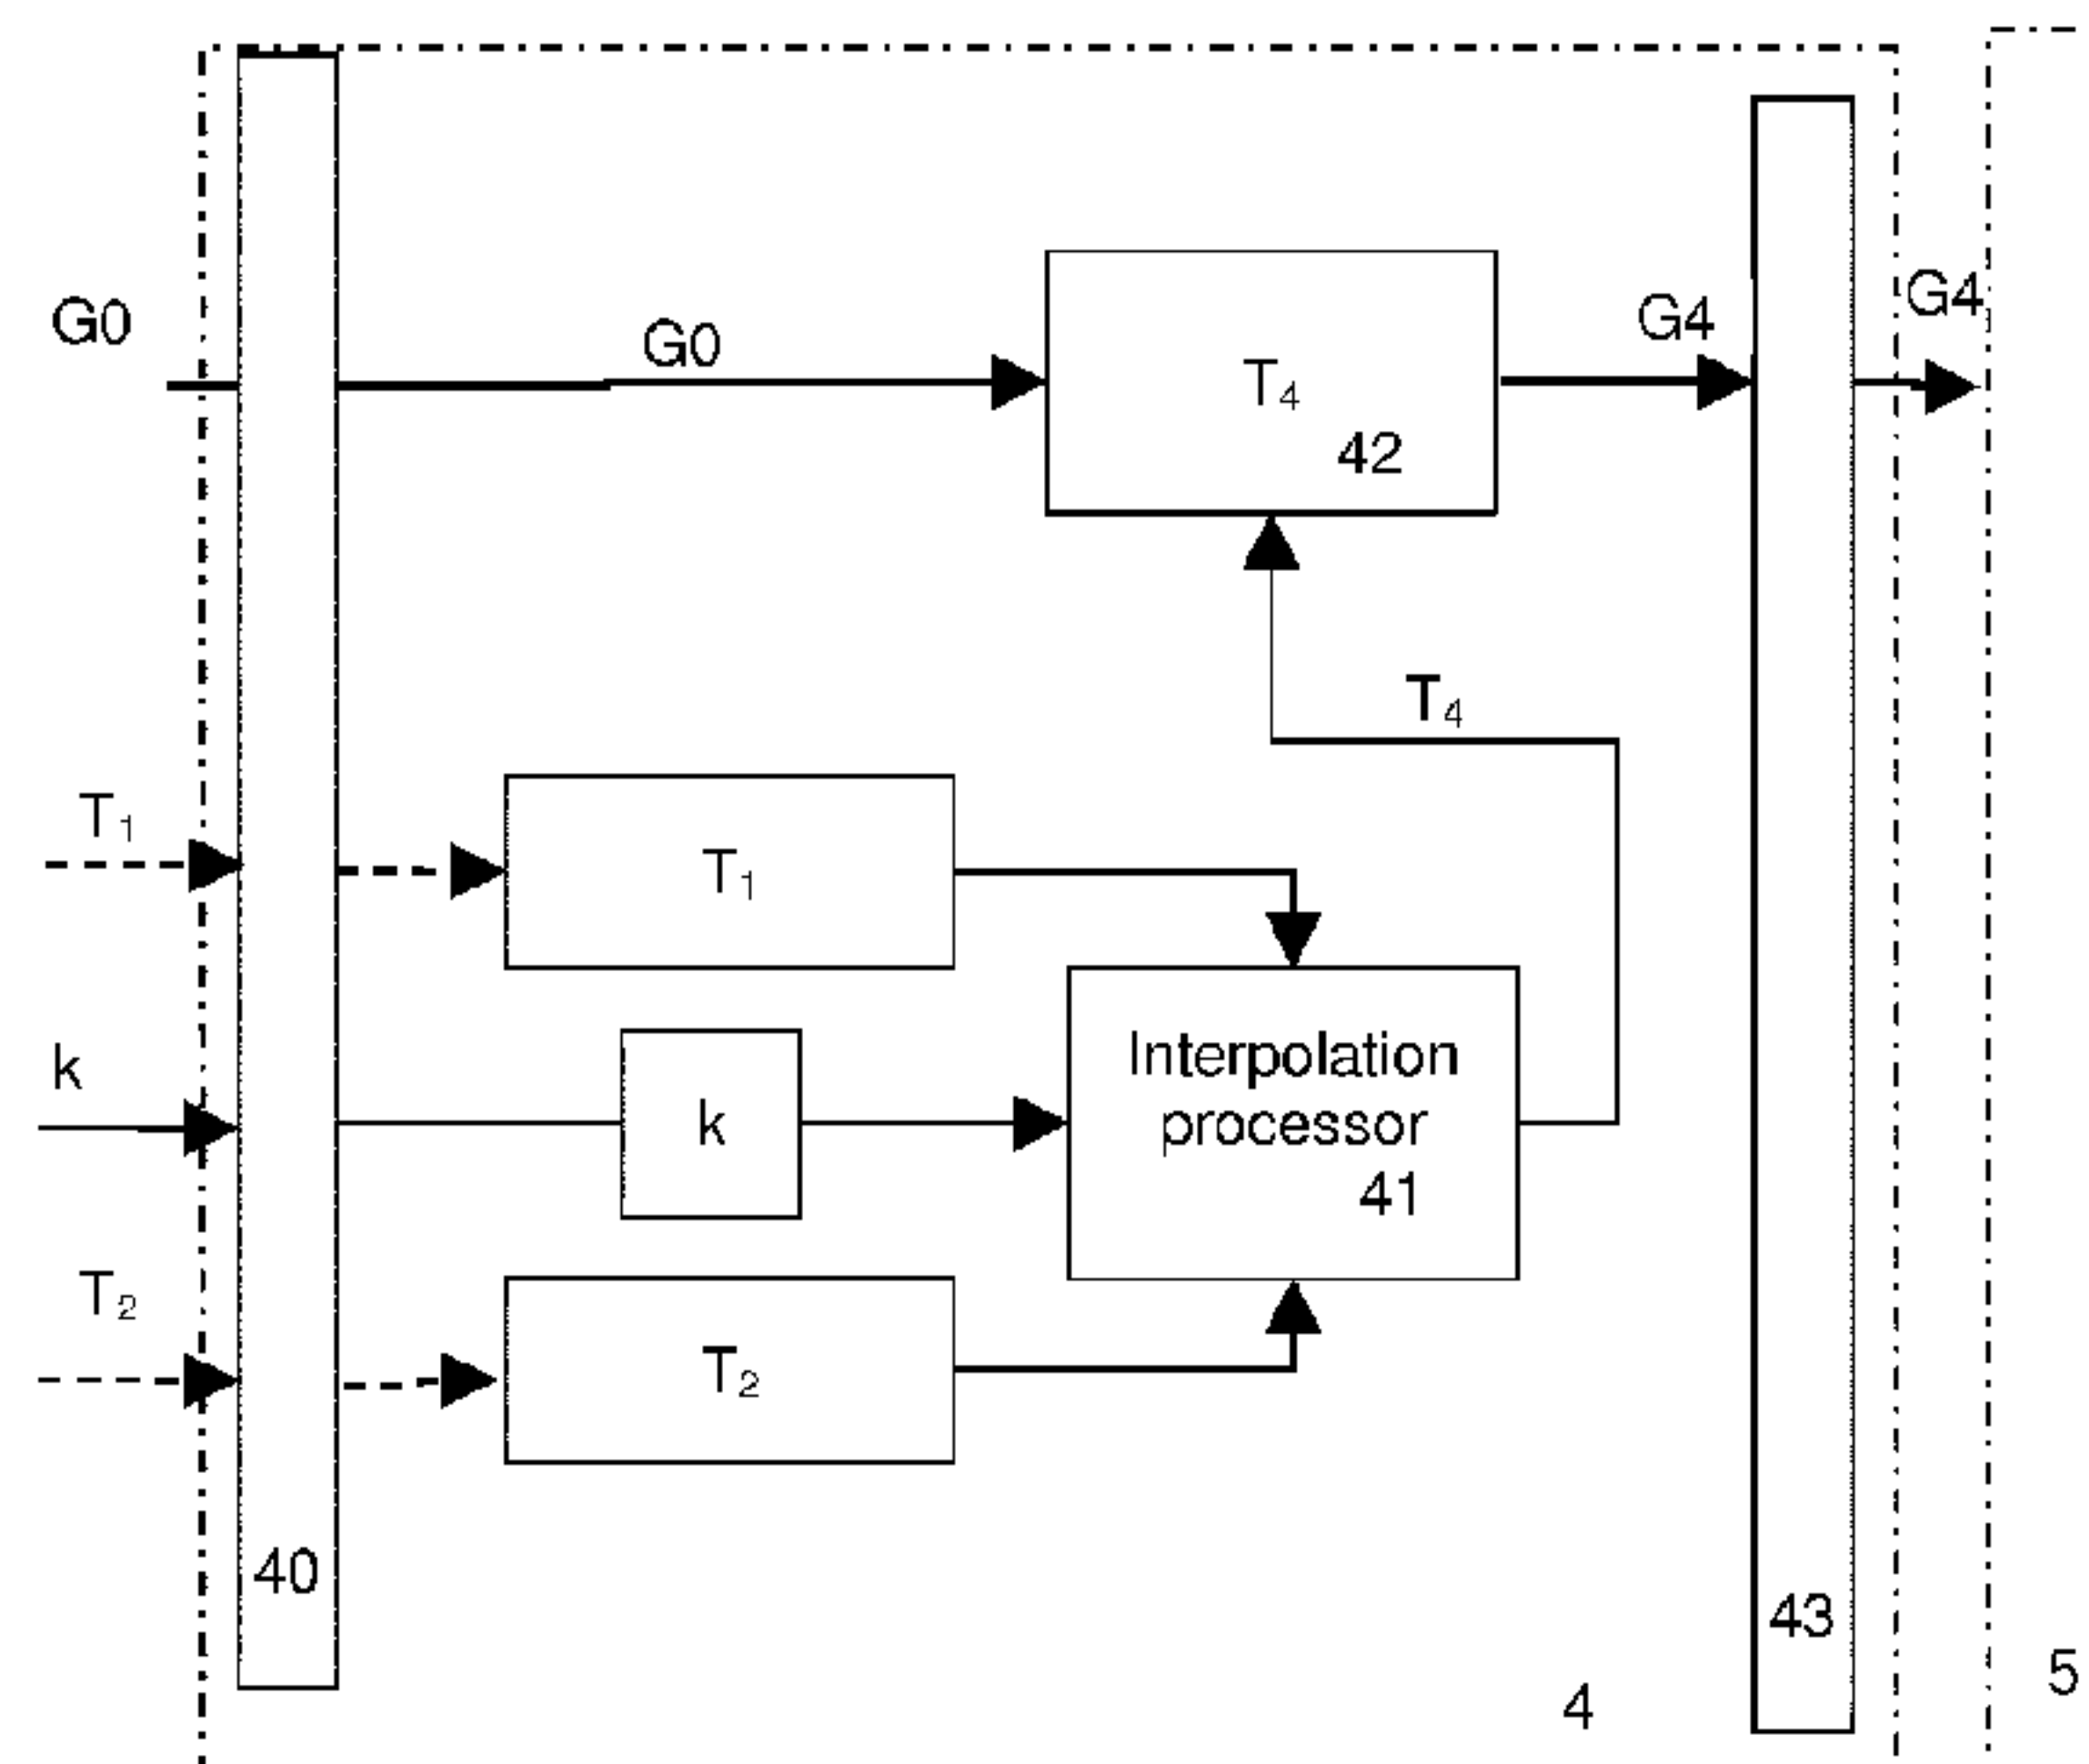 G0
G0
T₄
42
G4
G4
T₄
T₁
T₁
k
k
Interpolation
processor
41
T₂
T₂
40
43
4
5